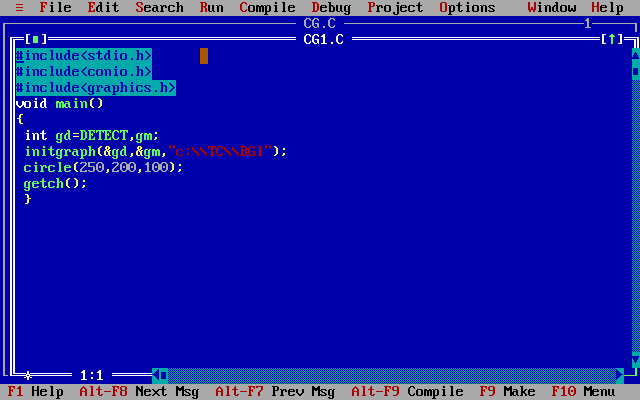 ≡ File Edit Search Run Compile Debug Project Options Window Help
CG.C 1
[■] CG1.C [↑]
#include<stdio.h>
#include<conio.h>
#include<graphics.h>
void main()
{
int gd=DETECT,gm;
initgraph(&gd,&gm,"c:\\TC\\BGI");
circle(250,200,100);
getch();
}
1:1
F1 Help Alt-F8 Next Msg Alt-F7 Prev Msg Alt-F9 Compile F9 Make F10 Menu